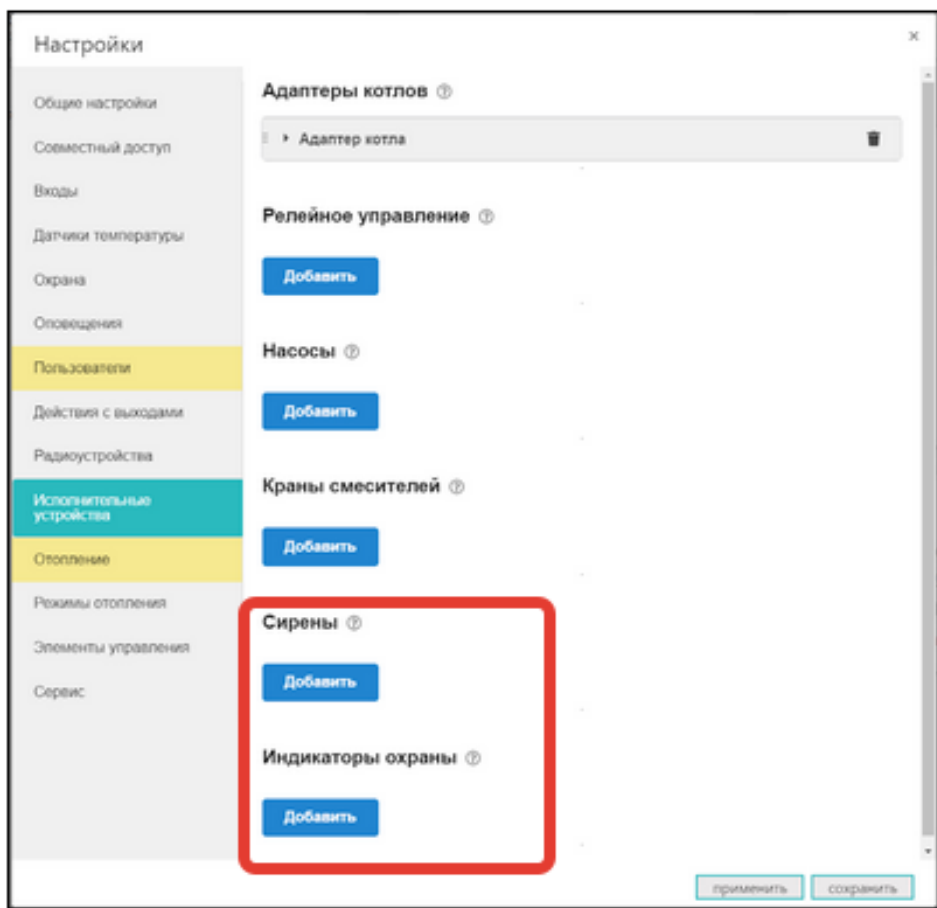 Настройки
Общие настройки
Совместный доступ
Входы
Датчики температуры
Охрана
Оповещения
Пользователи
Действия с выходами
Радиоустройства
Исполнительные
устройства
Отопление
Режимы отопления
Элементы управления
Сервис
Адаптеры котлов
Адаптер котла
Релейное управление
Добавить
Насосы
Добавить
Краны смесителей
Добавить
Сирены
Добавить
Индикаторы охраны
Добавить
применить
сохранить